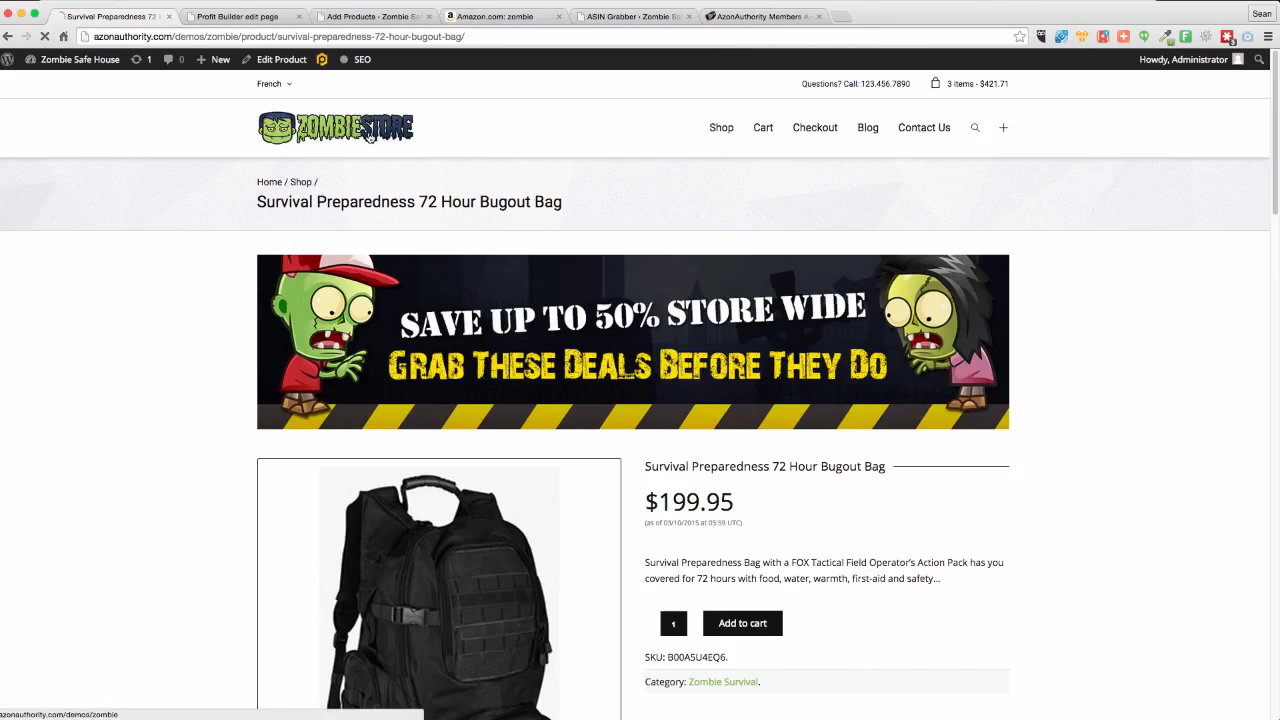 Survival Preparedness 72
Profit Builder edit page
Add Products - Zombie Sa
Amazon.com: zombie
ASIN Grabber · Zombie Sa
AzonAuthority Members A
Sean
azonauthority.com/demos/zombie/product/survival-preparedness-72-hour-bugout-bag/
Zombie Safe House
1
0
New
Edit Product
SEO
Howdy, Administrator
French
Questions? Call: 123.456.7890
3 items - $421.71
ZOMBIESTORE
Shop
Cart
Checkout
Blog
Contact Us
Home / Shop /
Survival Preparedness 72 Hour Bugout Bag
SAVE UP TO 50% STORE WIDE
GRAB THESE DEALS BEFORE THEY DO
Survival Preparedness 72 Hour Bugout Bag
$199.95
(as of 03/10/2015 at 05:59 UTC)
Survival Preparedness Bag with a FOX Tactical Field Operator's Action Pack has you
covered for 72 hours with food, water, warmth, first-aid and safety...
1
Add to cart
SKU: B00A5U4EQ6.
Category: Zombie Survival.
azonauthority.com/demos/zombie